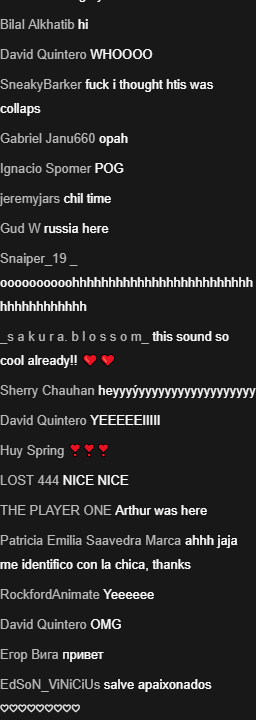 Bilal Alkhatib hi
David Quintero WHOOOO
SneakyBarker fuck i thought htis was
collaps
Gabriel Janu660 opah
Ignacio Spomer POG
jeremyjars chil time
Gud W russia here
Snaiper_19 _
oooooooooohhhhhhhhhhhhhhhhhhhhhhhhh
hhhhhhhhhhhh
_s a k u r a. b l o s s o m_ this sound so
cool already!! ❤ ❤
Sherry Chauhan heyyyýyyyyyyyyyyyyyyyyyy
David Quintero YEEEEEIIIII
Huy Spring ❣❣❣
LOST 444 NICE NICE
THE PLAYER ONE Arthur was here
Patricia Emilia Saavedra Marca ahhh jaja
me identifico con la chica, thanks
RockfordAnimate Yeeeeee
David Quintero OMG
Егор Вига привет
EdSoN_ViNiCiUs salve apaixonados
♡♡♡♡♡♡♡♡♡